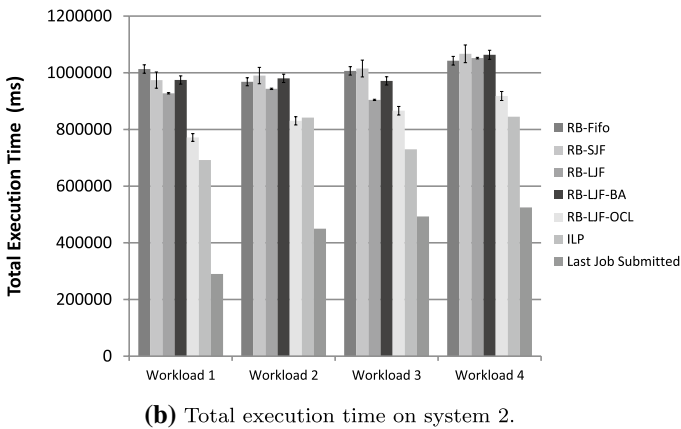 Total Execution Time (ms)
1200000
1000000
800000
600000
400000
200000
0
Workload 1
Workload 2
Workload 3
Workload 4
RB-Fifo
RB-SJF
RB-LJF
RB-LJF-BA
RB-LJF-OCL
ILP
Last Job Submitted
(b) Total execution time on system 2.